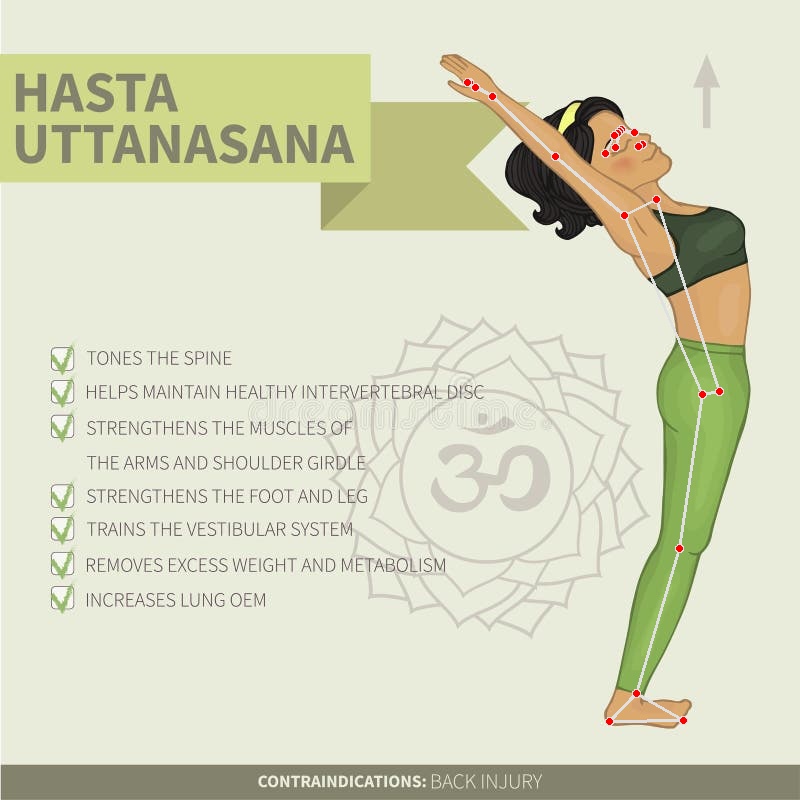 HASTA
UTTANASANA
TONES THE SPINE
HELPS MAINTAIN HEALTHY INTERVERTEBRAL DISC
STRENGTHENS THE MUSCLES OF
THE ARMS AND SHOULDER GIRDLE
STRENGTHENS THE FOOT AND LEG
TRAINS THE VESTIBULAR SYSTEM
REMOVES EXCESS WEIGHT AND METABOLISM
INCREASES LUNG OEM
ॐ
dreamstime.com
CONTRAINDICATIONS: BACK INJURY